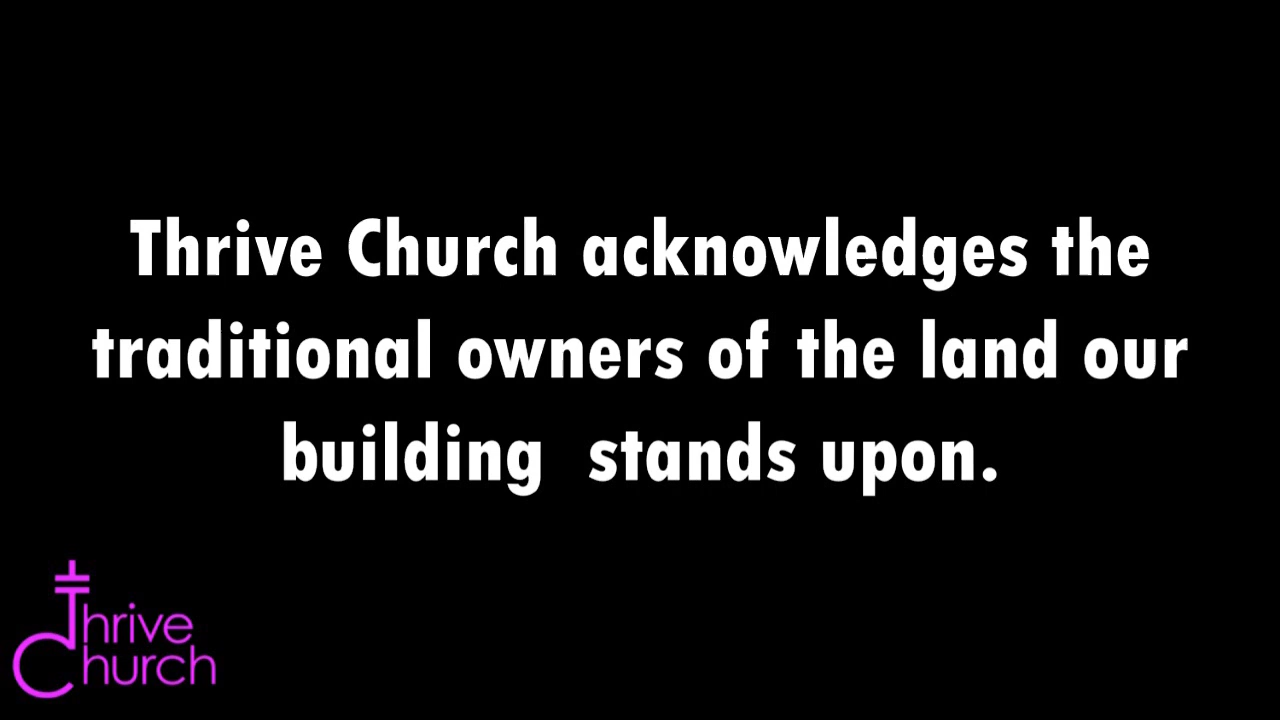 Thrive Church acknowledges the
traditional owners of the land our
building  stands upon.
Thrive
Church